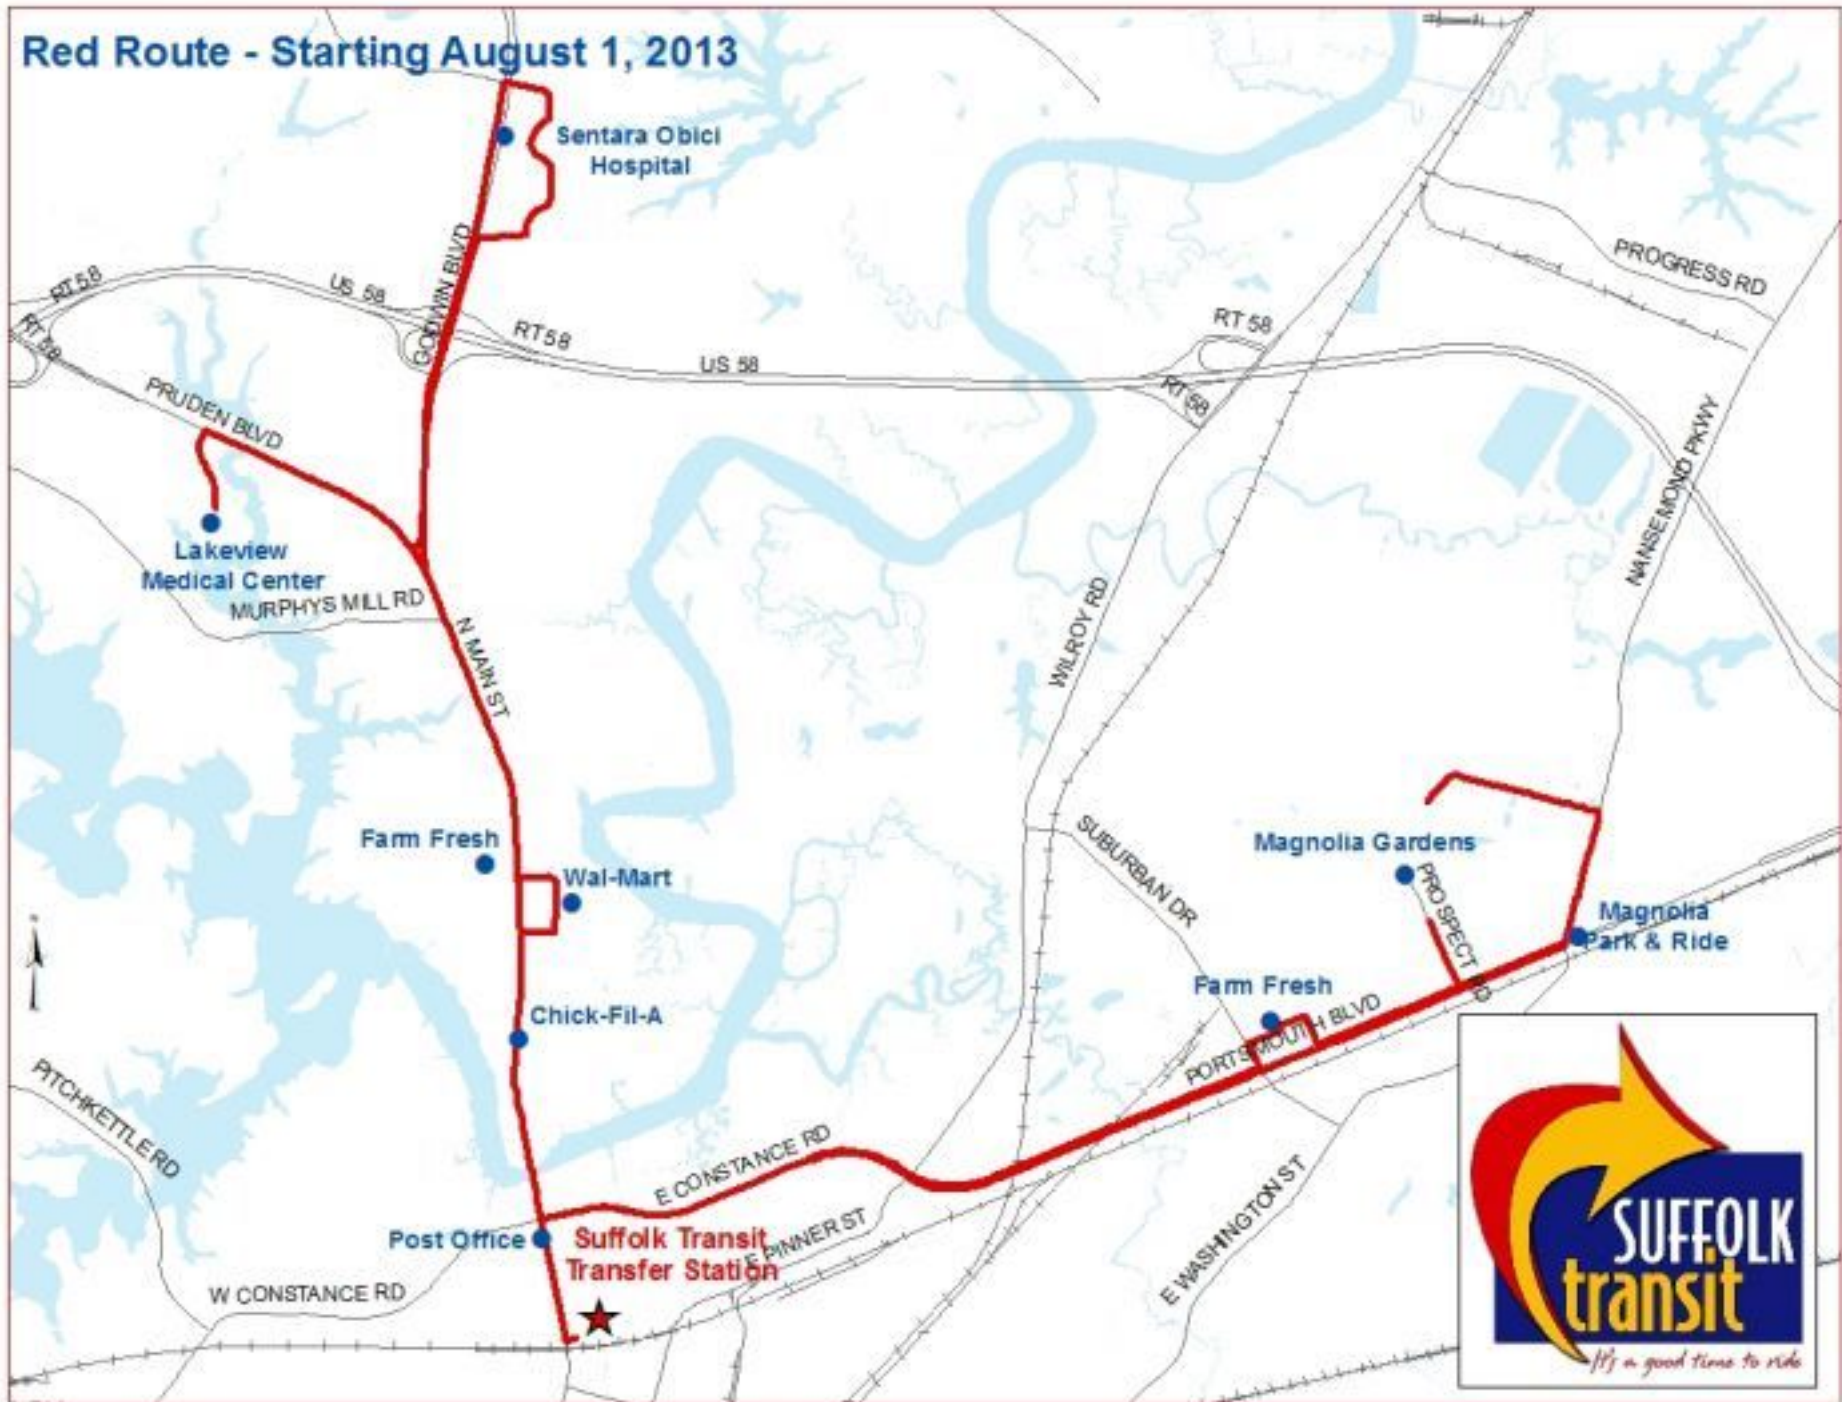 Red Route - Starting August 1, 2013
Sentara Obici
Hospital
GODWIN BLVD
RT 58
US 58
RT 58
RT 58
US 58
RT 58
RT 58
PROGRESS RD
PRUDEN BLVD
NANSEMOND PKWY
Lakeview
Medical Center
MURPHYS MILL RD
N MAIN ST
WILROY RD
Farm Fresh
Wal-Mart
SUBURBAN DR
Magnolia Gardens
PROSPECT RD
Magnolia
Park & Ride
Farm Fresh
Chick-Fil-A
PORTSMOUTH BLVD
PITCHKETTLE RD
E CONSTANCE RD
Post Office
Suffolk Transit
Transfer Station
E PINNER ST
E WASHINGTON ST
W CONSTANCE RD
SUFFOLK
transit
It's a good time to ride